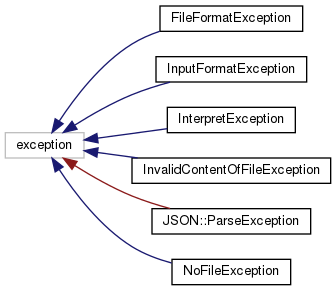 FileFormatException
InputFormatException
InterpretException
exception
InvalidContentOfFileException
JSON::ParseException
NoFileException